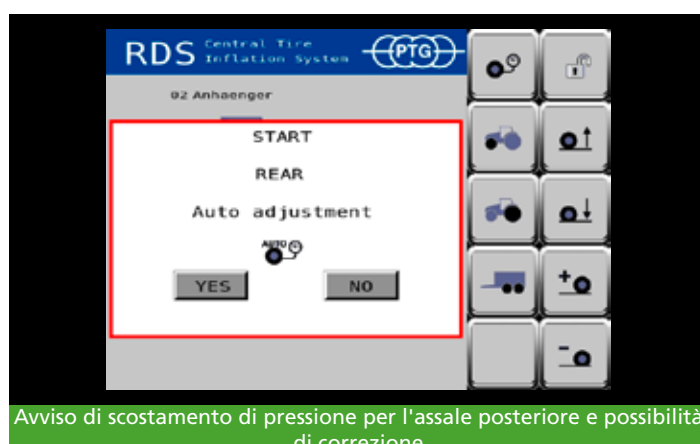 RDS Central Tire
Inflation System PTG
02 Anhaenger
START
REAR
Auto adjustment
AUTO
YES NO
Avviso di scostamento di pressione per l'assale posteriore e possibilità
di correzione